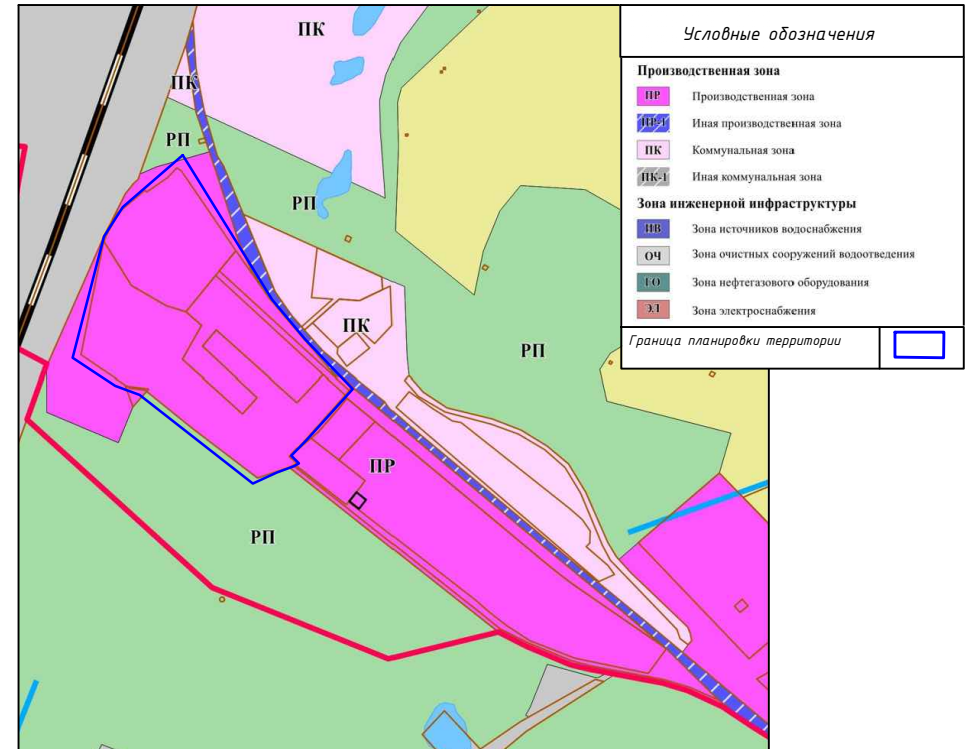 Условные обозначения
Производственная зона
ПР Производственная зона
ПР-1 Иная производственная зона
ПК Коммунальная зона
ПК-1 Иная коммунальная зона
Зона инженерной инфраструктуры
ИВ Зона источников водоснабжения
ОЧ Зона очистных сооружений водоотведения
ГО Зона нефтегазового оборудования
ЭЛ Зона электроснабжения
Граница планировки территории
ПК
ПК
РП
РП
ПК
РП
ПР
РП